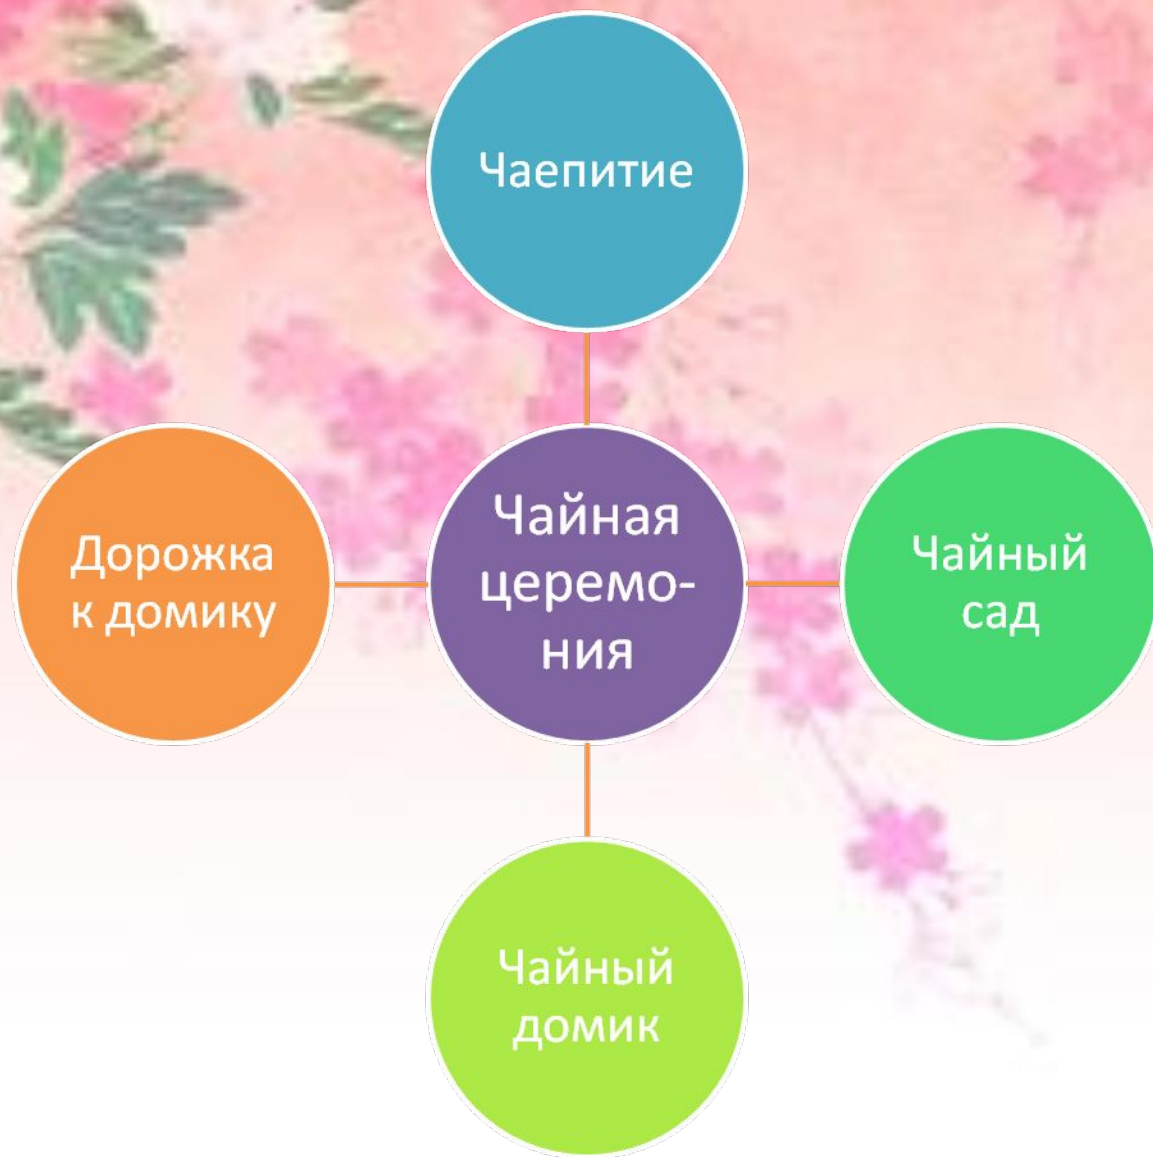 Чаепитие
Дорожка
к домику
Чайная
церемо-
ния
Чайный
сад
Чайный
домик